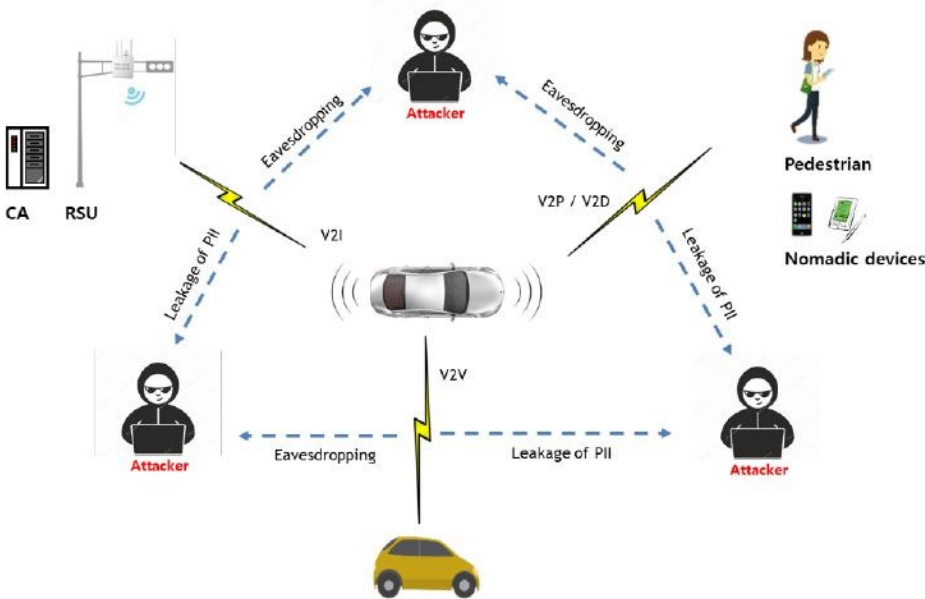 Attacker
Eavesdropping
Eavesdropping
CA
RSU
Pedestrian
V2I
V2P / V2D
Nomadic devices
Leakage of PII
Leakage of PII
V2V
Attacker
Eavesdropping
Leakage of PII
Attacker